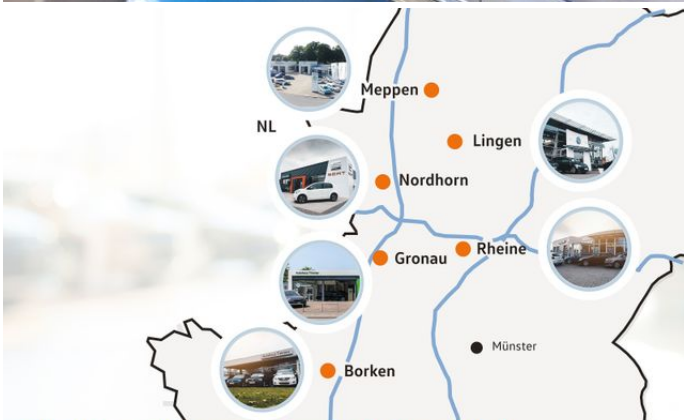 Meppen
NL
Lingen
Nordhorn
Gronau
Rheine
Münster
Borken